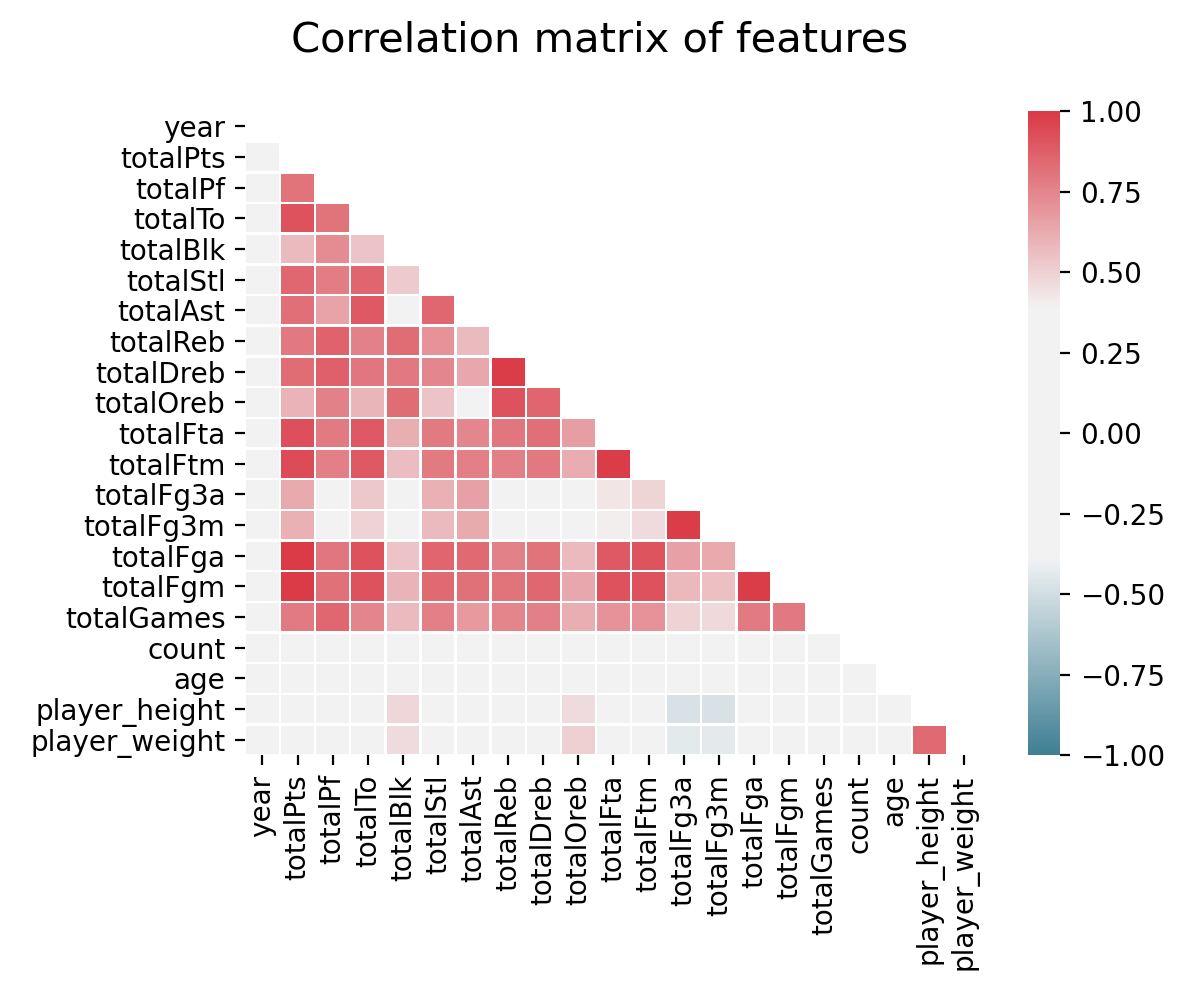 Correlation matrix of features
year
totalPts
totalPf
totalTo
totalBlk
totalStl
totalAst
totalReb
totalDreb
totalOreb
totalFta
totalFtm
totalFg3a
totalFg3m
totalFga
totalFgm
totalGames
count
age
player_height
player_weight
year
totalPts
totalPf
totalTo
totalBlk
totalStl
totalAst
totalReb
totalDreb
totalOreb
totalFta
totalFtm
totalFg3a
totalFg3m
totalFga
totalFgm
totalGames
count
age
player_height
player_weight
1.00
0.75
0.50
0.25
0.00
−0.25
−0.50
−0.75
−1.00